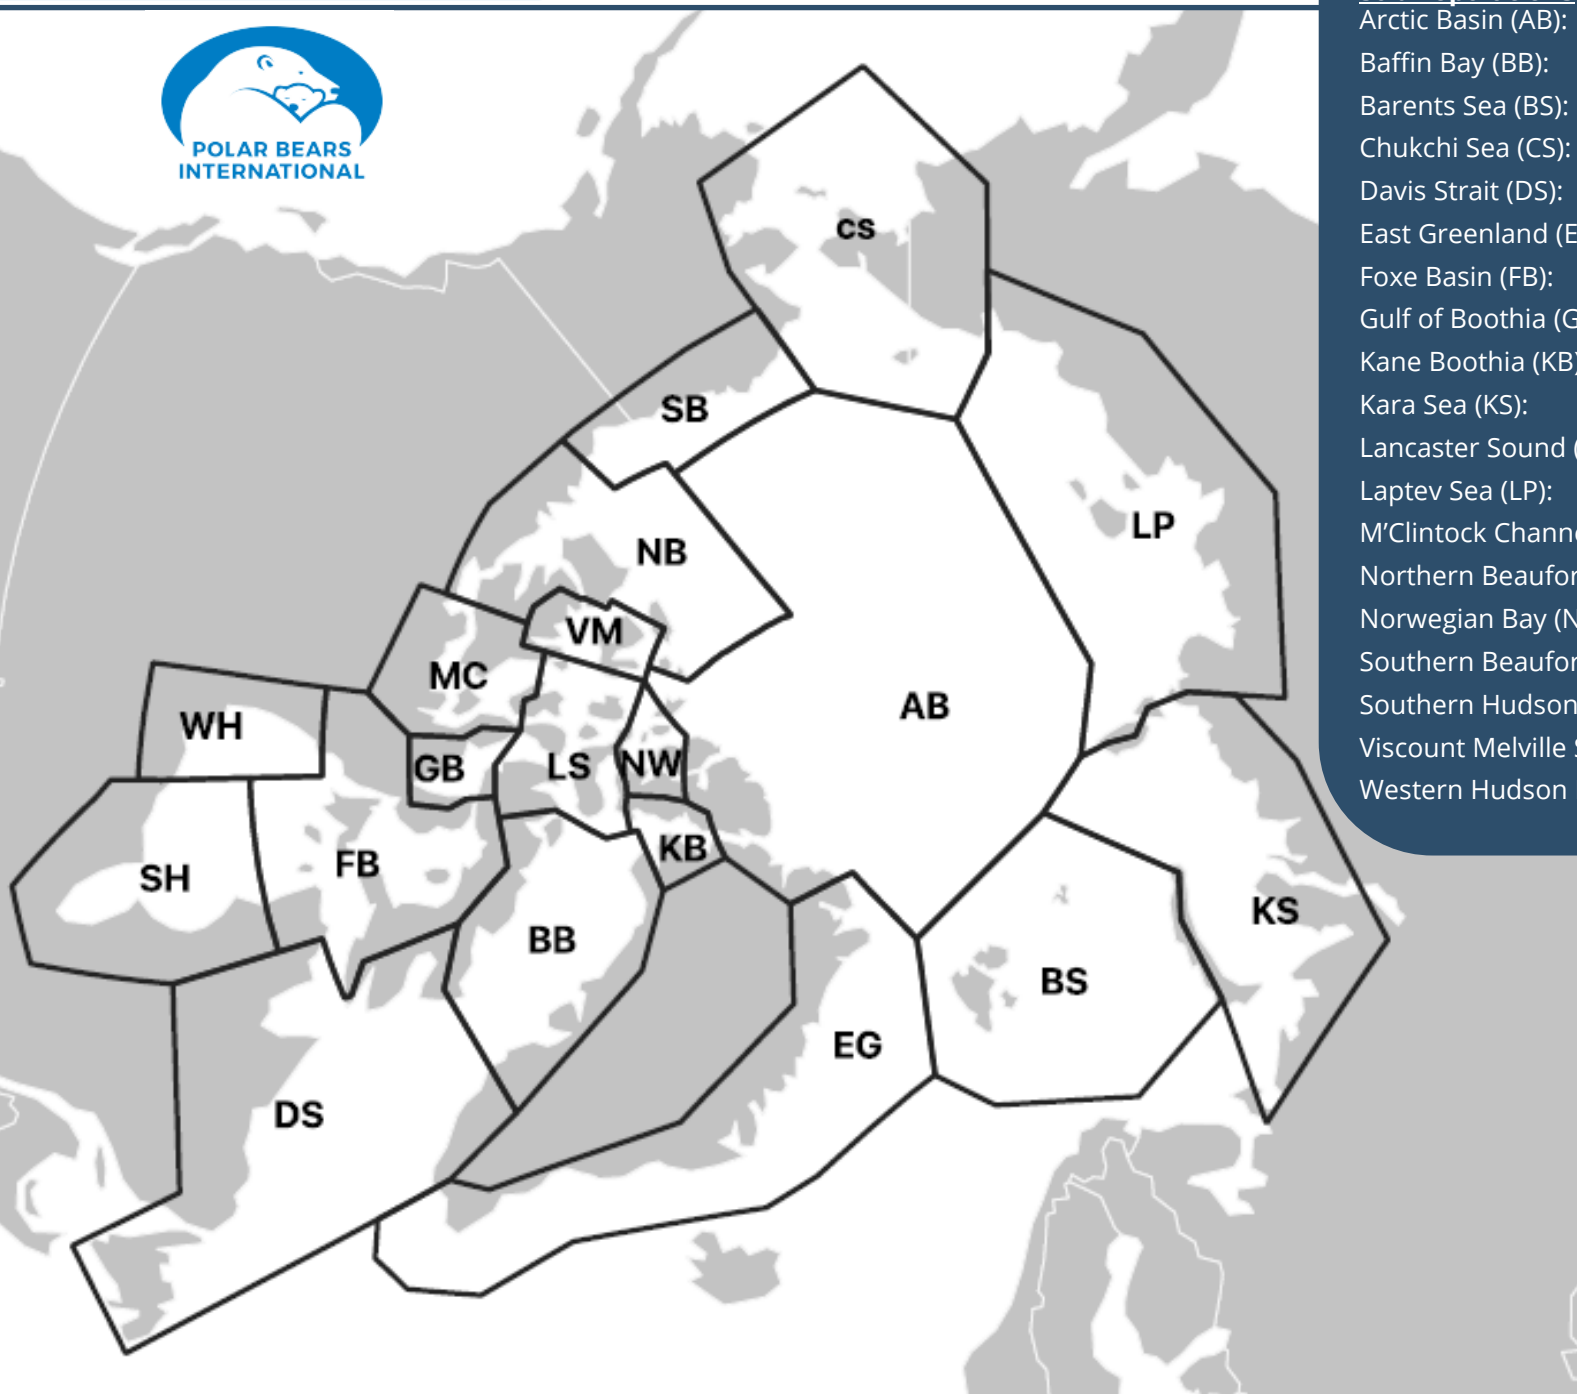 POLAR BEARS
INTERNATIONAL
Arctic Basin (AB):
Baffin Bay (BB):
Barents Sea (BS):
Chukchi Sea (CS):
Davis Strait (DS):
East Greenland (E
Foxe Basin (FB):
Gulf of Boothia (G
Kane Boothia (KB)
Kara Sea (KS):
Lancaster Sound (
Laptev Sea (LP):
M’Clintock Channe
Northern Beaufor
Norwegian Bay (N
Southern Beaufor
Southern Hudson
Viscount Melville S
Western Hudson
CS
SB
LP
NB
VM
MC
AB
WH
GB
LS
NW
KB
FB
SH
KS
BB
BS
EG
DS